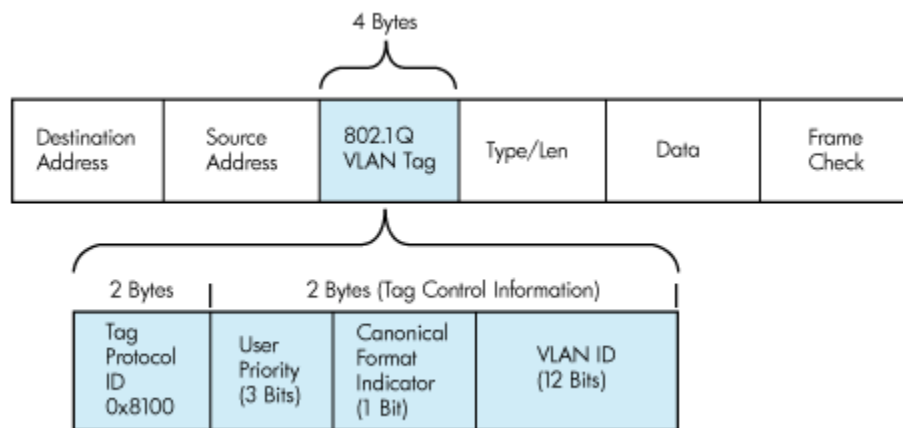 4 Bytes
Destination
Address
Source
Address
802.1Q
VLAN Tag
Type/Len
Data
Frame
Check
2 Bytes
2 Bytes (Tag Control Information)
Tag
Protocol
ID
0x8100
User
Priority
(3 Bits)
Canonical
Format
Indicator
(1 Bit)
VLAN ID
(12 Bits)